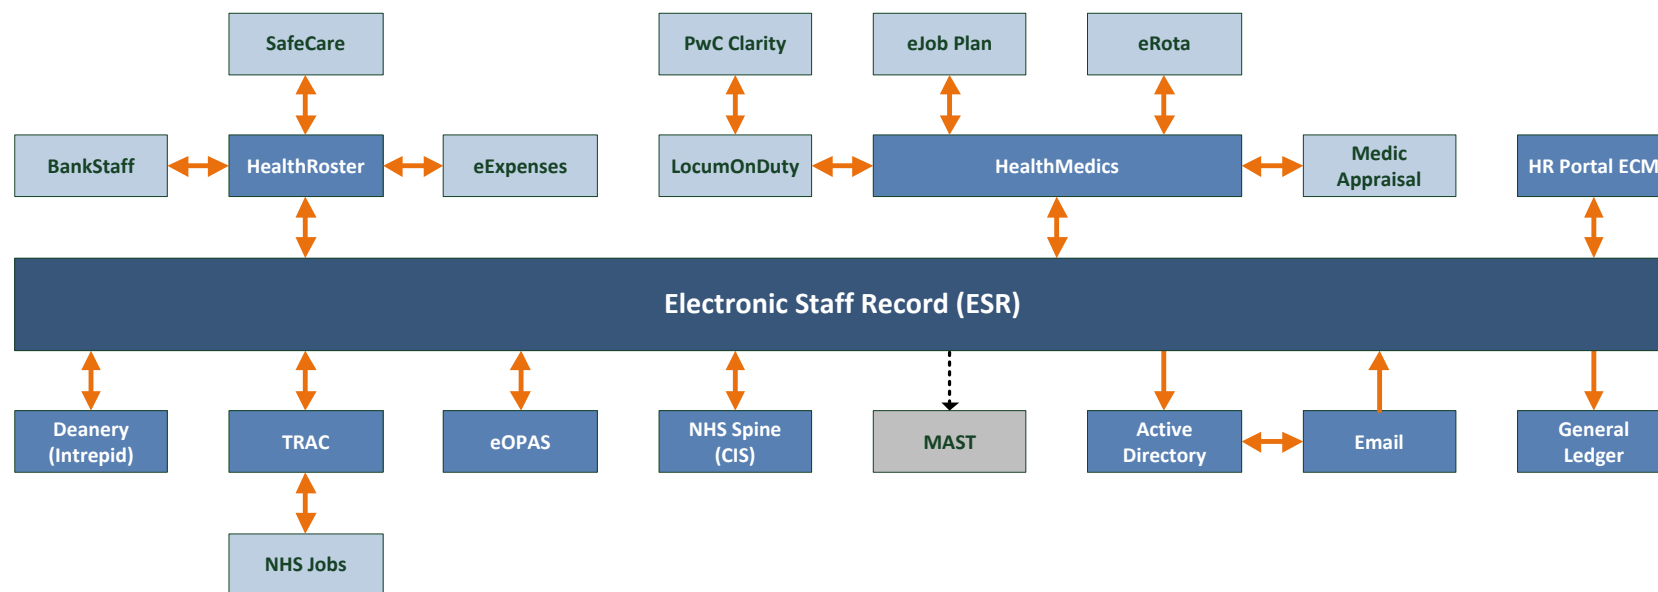 SafeCare
PwC Clarity
eJob Plan
eRota
BankStaff
HealthRoster
eExpenses
LocumOnDuty
HealthMedics
Medic
Appraisal
HR Portal ECM
Electronic Staff Record (ESR)
Deanery
(Intrepid)
TRAC
eOPAS
NHS Spine
(CIS)
MAST
Active
Directory
Email
General
Ledger
NHS Jobs